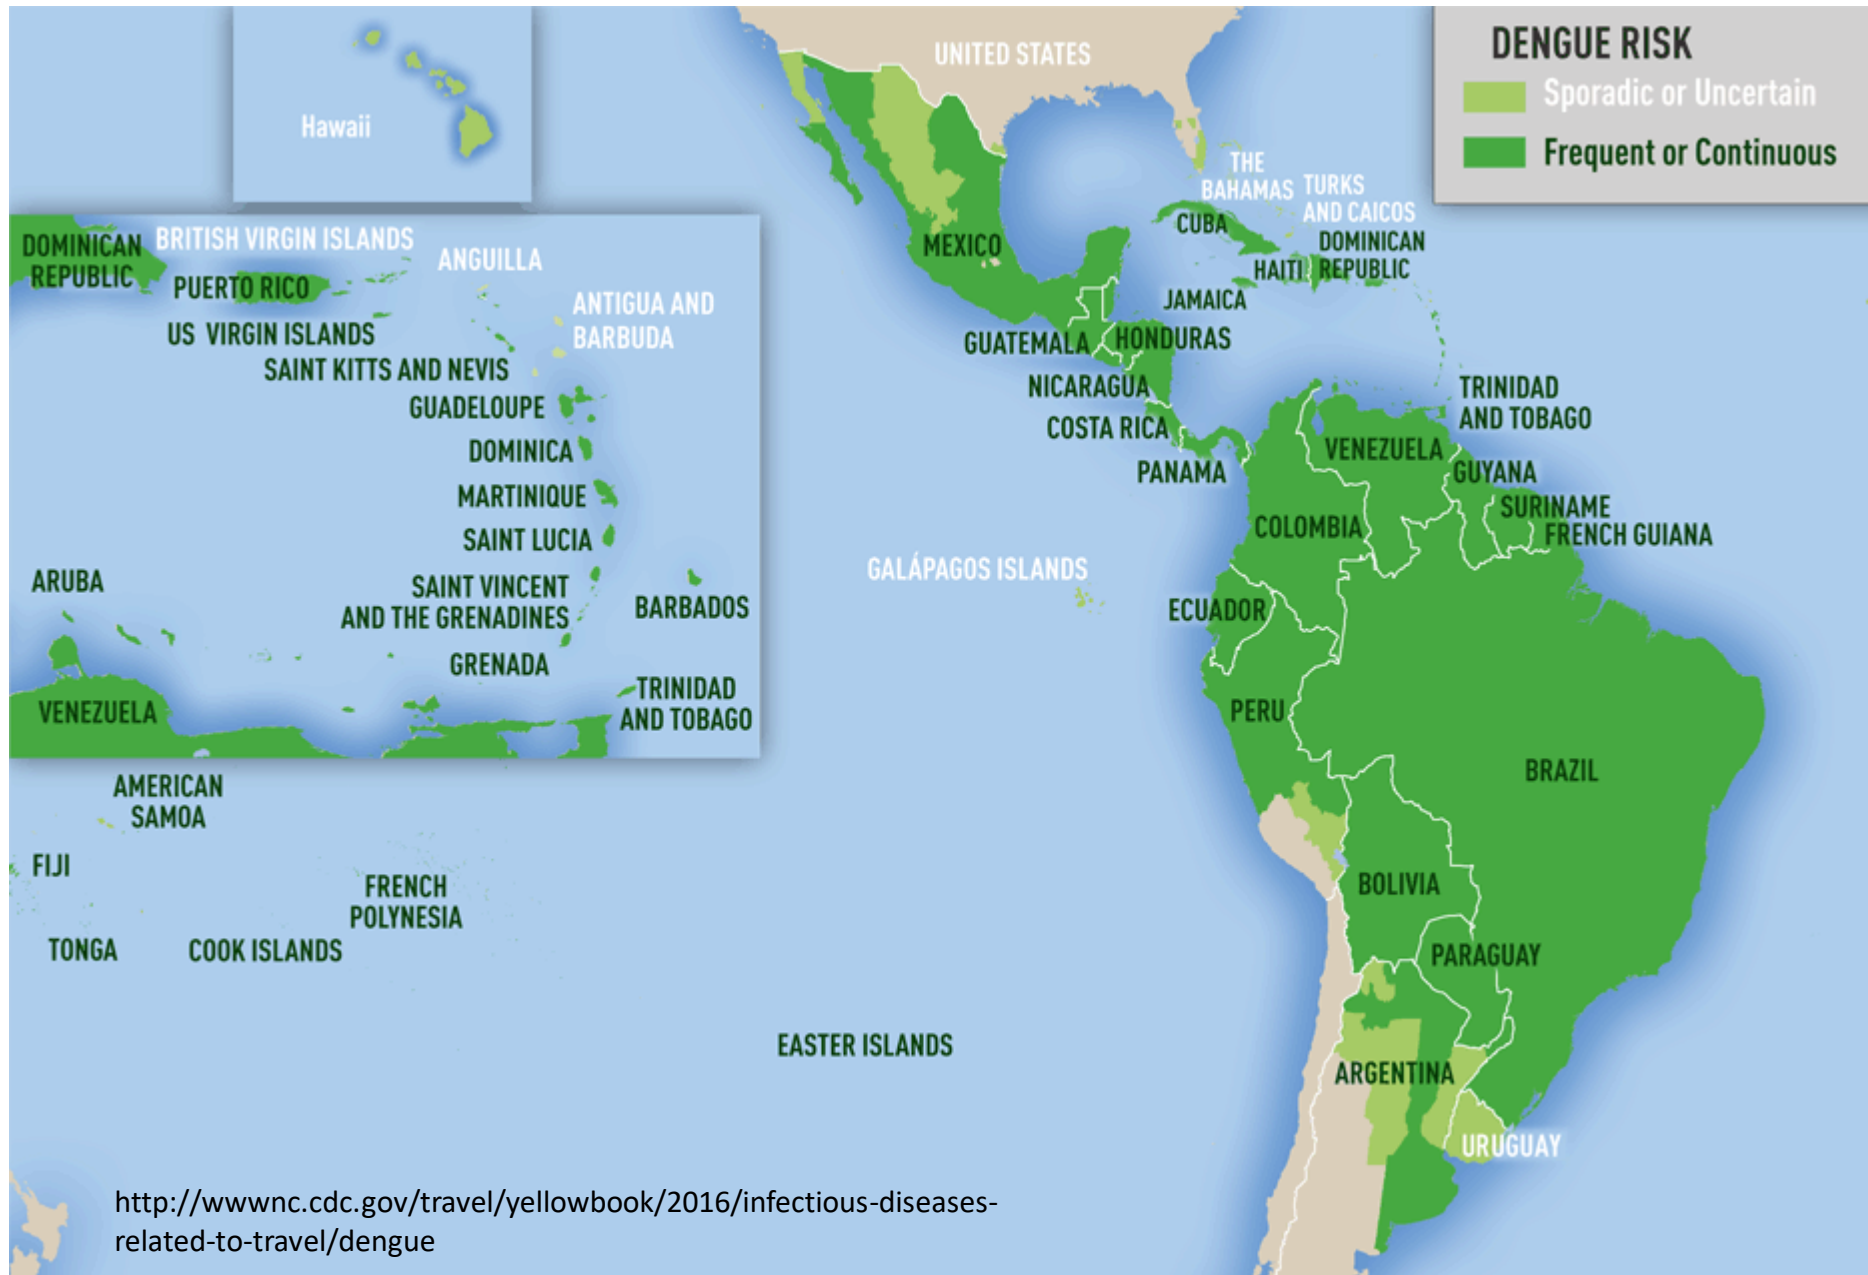 DENGUE RISK
Sporadic or Uncertain
Frequent or Continuous
UNITED STATES
Hawaii
THE
BAHAMAS
TURKS
AND CAICOS
CUBA
DOMINICAN
REPUBLIC
HAITI
JAMAICA
MEXICO
GUATEMALA
HONDURAS
NICARAGUA
COSTA RICA
PANAMA
TRINIDAD
AND TOBAGO
VENEZUELA
GUYANA
SURINAME
FRENCH GUIANA
COLOMBIA
GALÁPAGOS ISLANDS
ECUADOR
PERU
BRAZIL
BOLIVIA
PARAGUAY
ARGENTINA
URUGUAY
EASTER ISLANDS
DOMINICAN
REPUBLIC
BRITISH VIRGIN ISLANDS
ANGUILLA
PUERTO RICO
ANTIGUA AND
BARBUDA
US VIRGIN ISLANDS
SAINT KITTS AND NEVIS
GUADELOUPE
DOMINICA
MARTINIQUE
SAINT LUCIA
ARUBA
SAINT VINCENT
AND THE GRENADINES
BARBADOS
GRENADA
TRINIDAD
AND TOBAGO
VENEZUELA
AMERICAN
SAMOA
FIJI
FRENCH
POLYNESIA
TONGA
COOK ISLANDS
http://wwwnc.cdc.gov/travel/yellowbook/2016/infectious-diseases-
related-to-travel/dengue